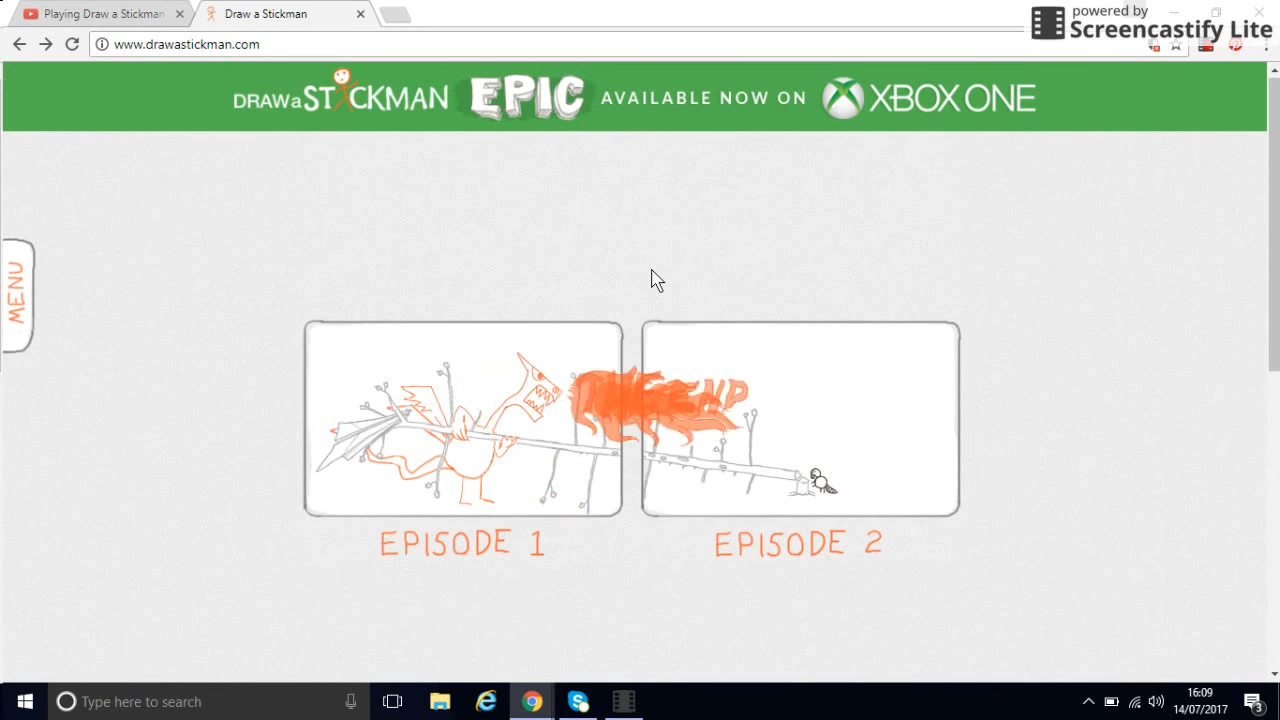 Playing Draw a Stickman
Draw a Stickman
powered by
Screencastify Lite
www.drawastickman.com
DRAW a STICKMAN EPIC AVAILABLE NOW ON XBOX ONE
MENU
EPISODE 1
EPISODE 2
Type here to search
16:09
14/07/2017
3